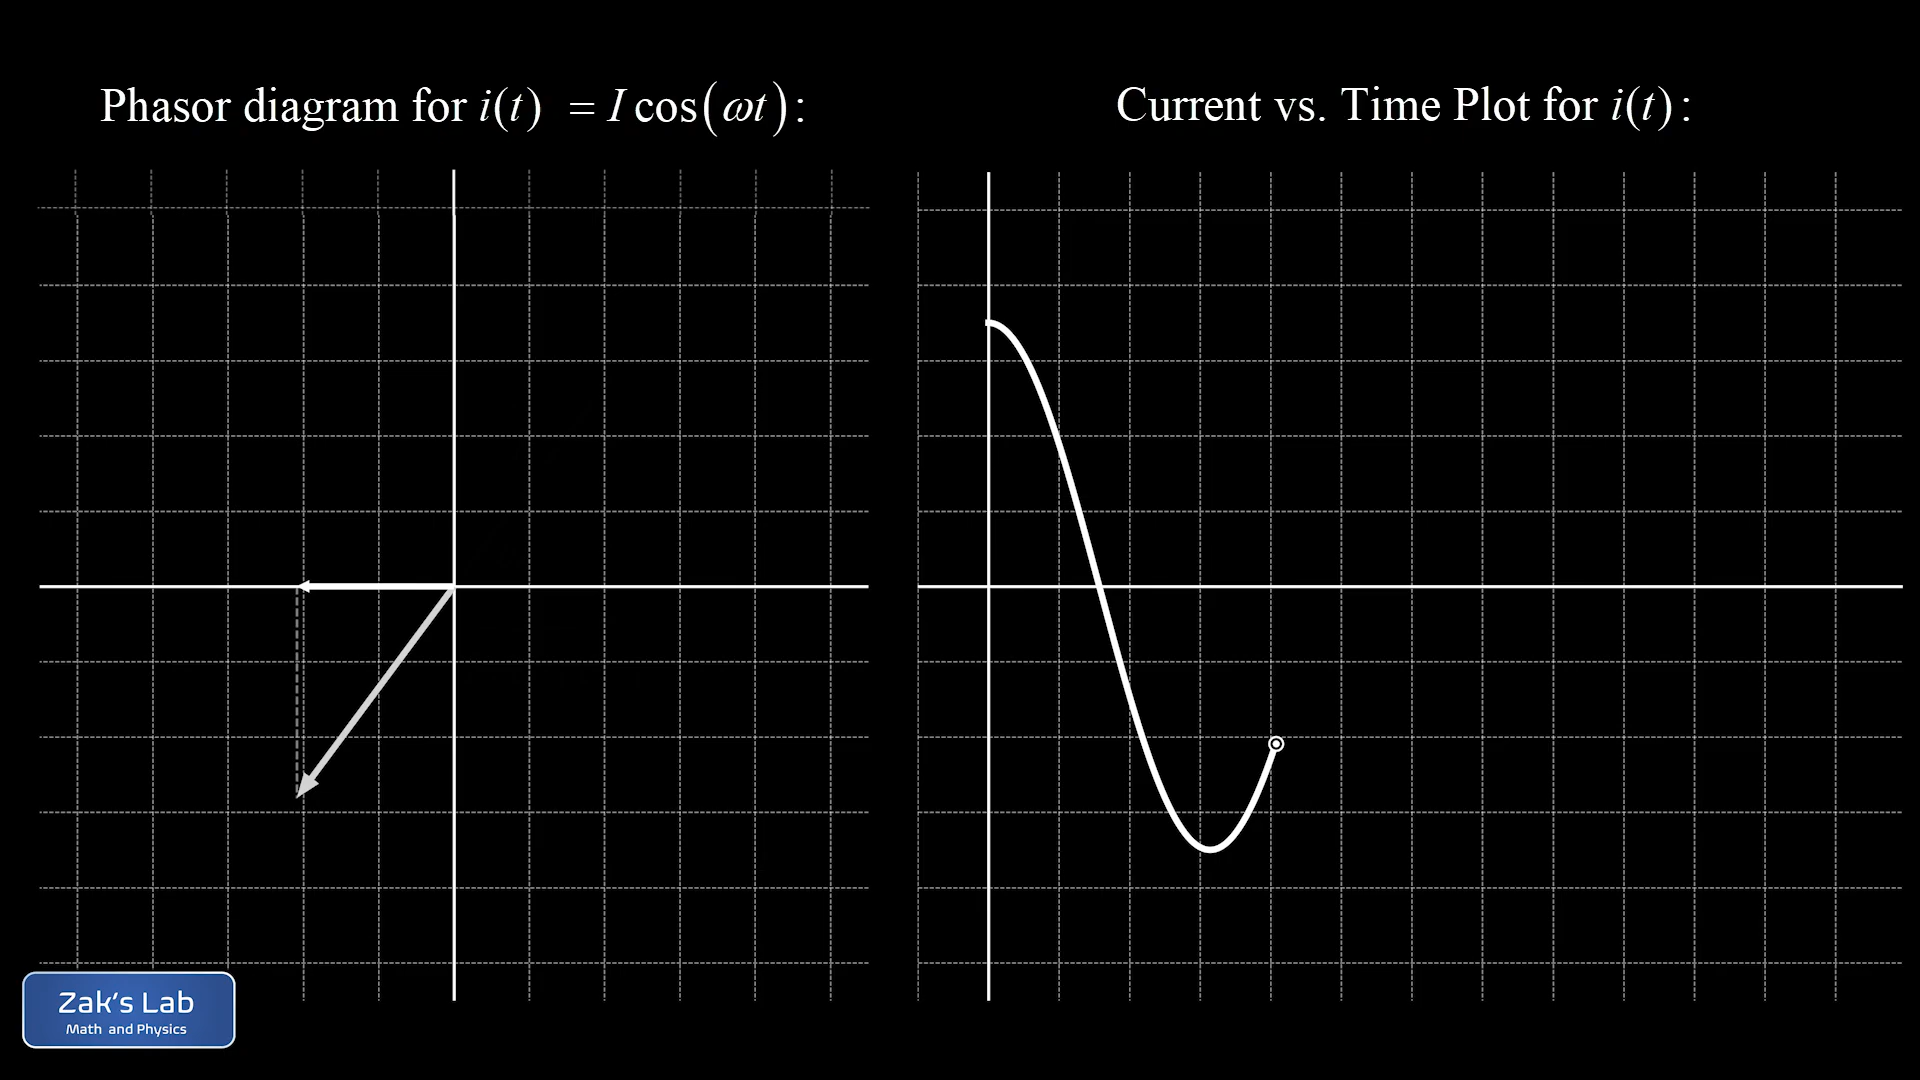 Phasor diagram for i(t) = I cos(ωt):
Current vs. Time Plot for i(t):
Zak's Lab
Math and Physics